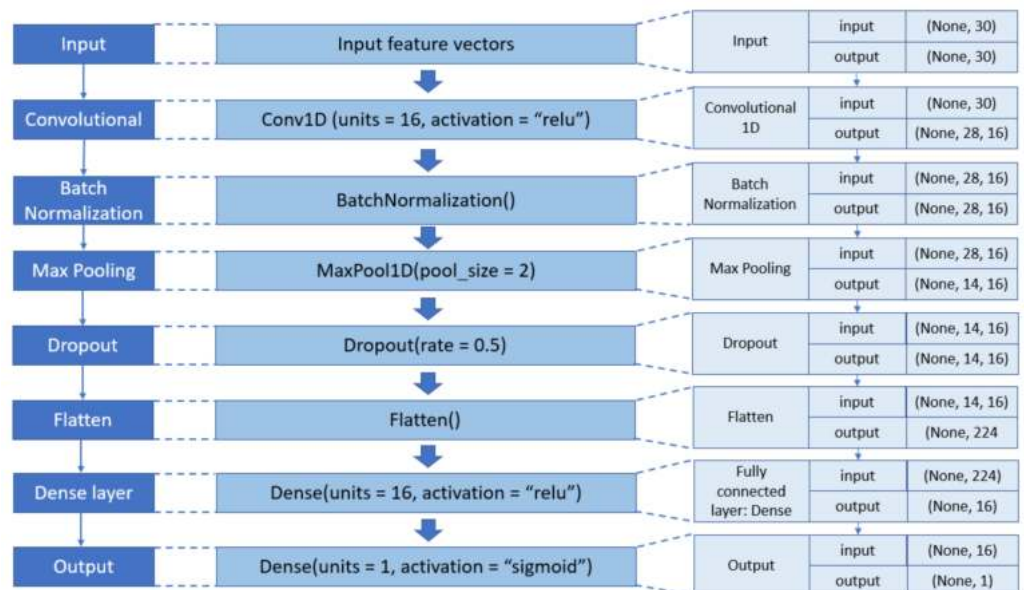 Input
Input feature vectors
Input
input
(None, 30)
output
(None, 30)
Convolutional
Conv1D (units = 16, activation = “relu”)
Convolutional
1D
input
(None, 30)
output
(None, 28, 16)
Batch
Normalization
BatchNormalization()
Batch
Normalization
input
(None, 28, 16)
output
(None, 28, 16)
Max Pooling
MaxPool1D(pool_size = 2)
Max Pooling
input
(None, 28, 16)
output
(None, 14, 16)
Dropout
Dropout(rate = 0.5)
Dropout
input
(None, 14, 16)
output
(None, 14, 16)
Flatten
Flatten()
Flatten
input
(None, 14, 16)
output
(None, 224
Dense layer
Dense(units = 16, activation = “relu”)
Fully
connected
layer: Dense
input
(None, 224)
output
(None, 16)
Output
Dense(units = 1, activation = “sigmoid”)
Output
input
(None, 16)
output
(None, 1)